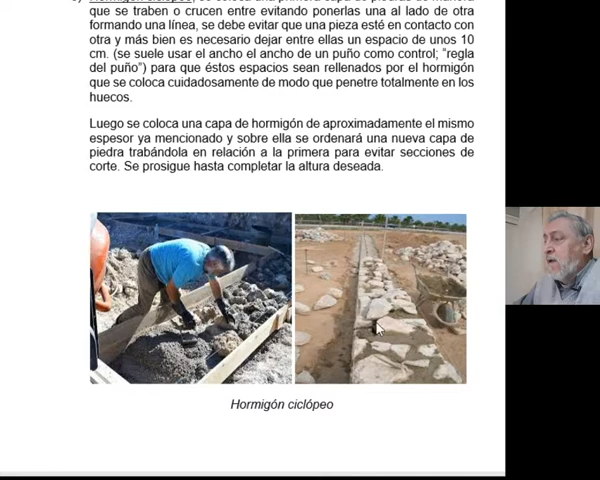 que se traben o crucen entre evitando ponerlas una al lado de otra
formando una línea, se debe evitar que una pieza esté en contacto con
otra y más bien es necesario dejar entre ellas un espacio de unos 10
cm. (se suele usar el ancho el ancho de un puño como control; “regla
del puño”) para que éstos espacios sean rellenados por el hormigón
que se coloca cuidadosamente de modo que penetre totalmente en los
huecos.
Luego se coloca una capa de hormigón de aproximadamente el mismo
espesor ya mencionado y sobre ella se ordenará una nueva capa de
piedra trabándola en relación a la primera para evitar secciones de
corte. Se prosigue hasta completar la altura deseada.
Hormigón ciclópeo